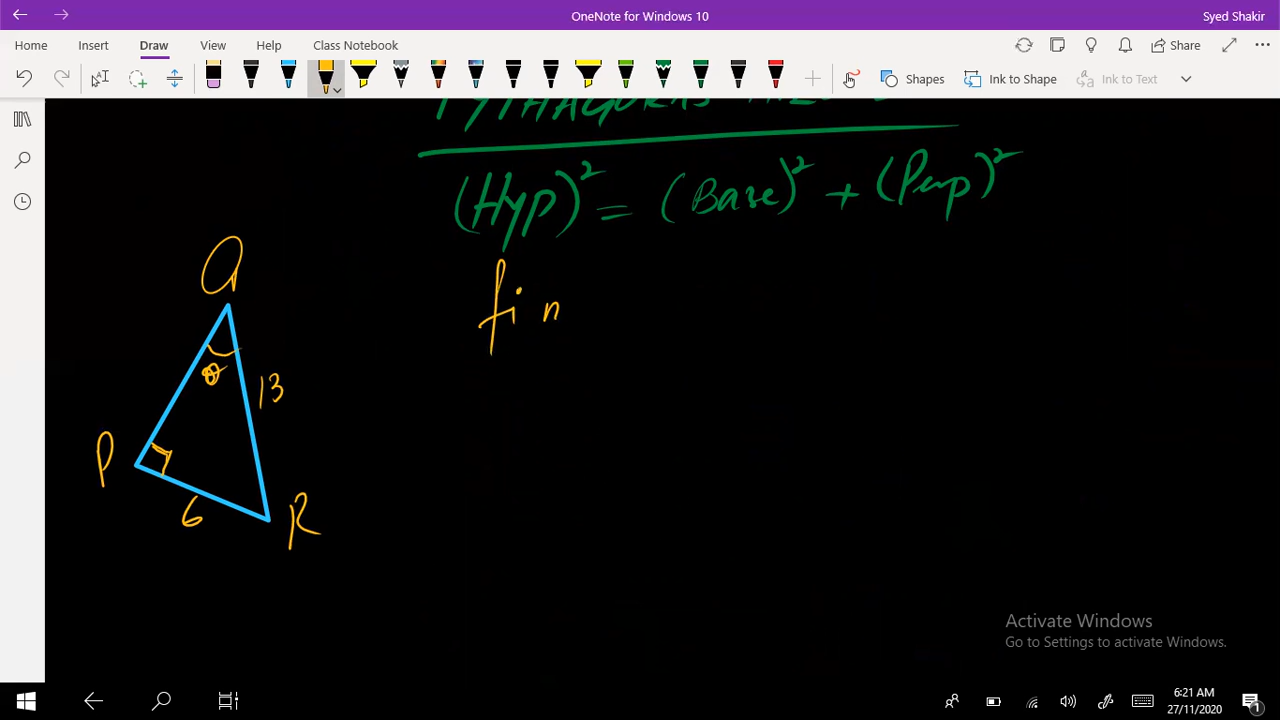 OneNote for Windows 10
Syed Shakir
Home Insert Draw View Help Class Notebook
Share
Shapes Ink to Shape Ink to Text
PYTHAGORAS
(Hyp)² = (Base)² + (Perp)²
Q
fin
θ
13
P
6
R
Activate Windows
Go to Settings to activate Windows.
6:21 AM
27/11/2020
1